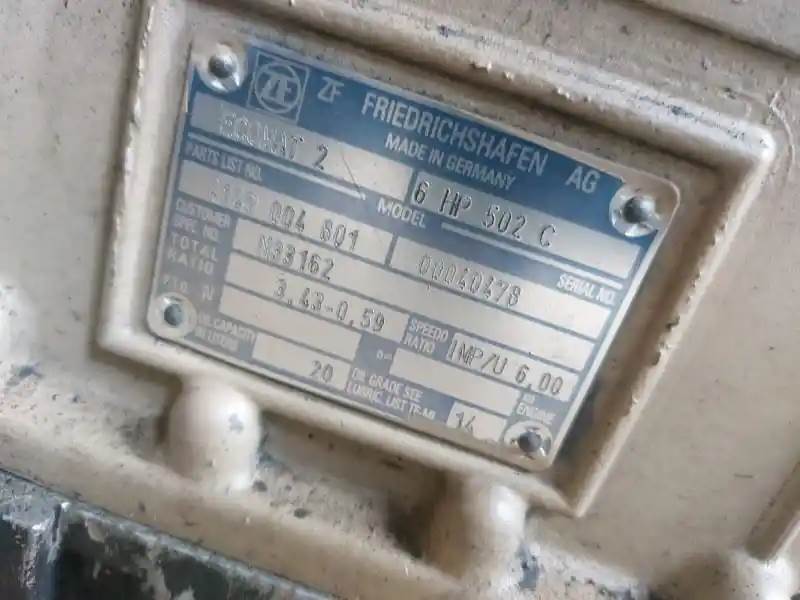 ZF ZF FRIEDRICHSHAFEN AG
MADE IN GERMANY
ECOMAT 2 6 HP 502 C
PARTS LIST NO. MODEL
004 801 00040478
CUSTOMER SPEC. NO. SERIAL NO.
N33162
TOTAL RATIO 3,43-0,59 SPEEDO RATIO IMP/U 6,00
N
OIL CAPACITY IN LITERS 20 OIL GRADE SEE LUBRIC. LIST TE-ML 14
ENGINE